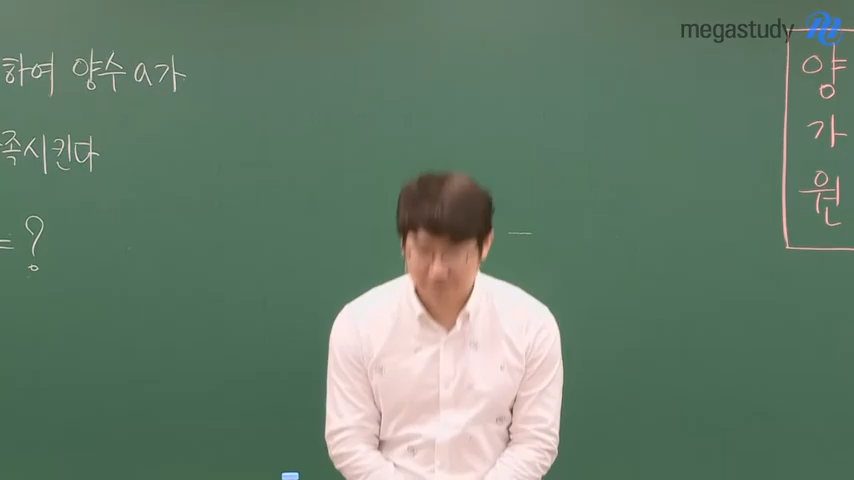 하여 양수 a가
족시킨다
= ?
megastudy
양
가
원